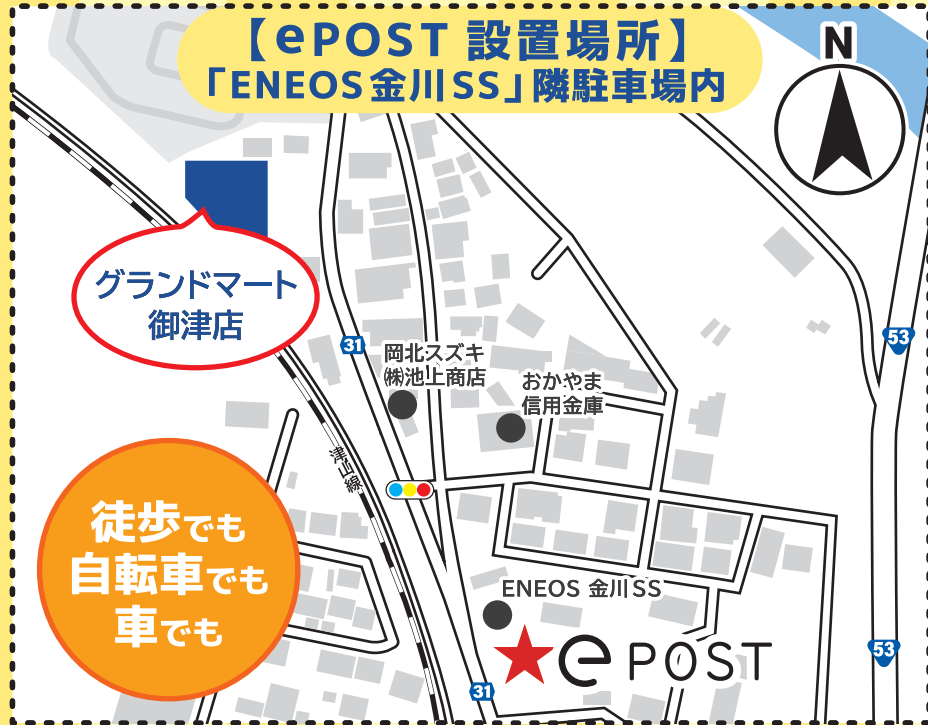 【ePOST 設置場所】
「ENEOS金川SS」隣駐車場内
N
グランドマート
御津店
31
岡北スズキ
㈱池上商店
おかやま
信用金庫
53
津山線
徒歩でも
自転車でも
車でも
ENEOS 金川SS
e POST
53
31